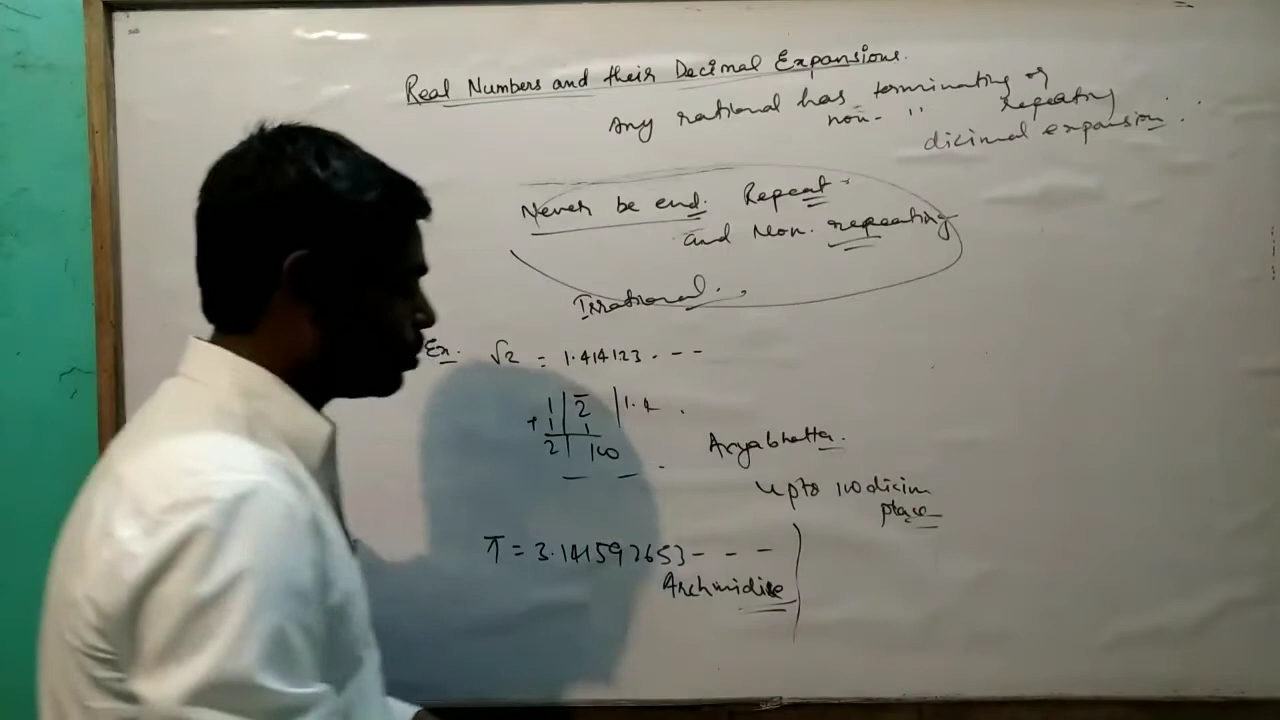 Real Numbers and their Decimal Expansions.
Any rational has terminating or
non- " repeating
dicimal expansion.
Never be end. Repeat
and Non. repeating
Irrational.
Ex. √2 = 1.414123. - -
1 | 2 | 1.4
+1 | 1
2 | 100
Aryabhatta.
upto 100 dicim
place
π = 3.141592653 - - -
Archmidise